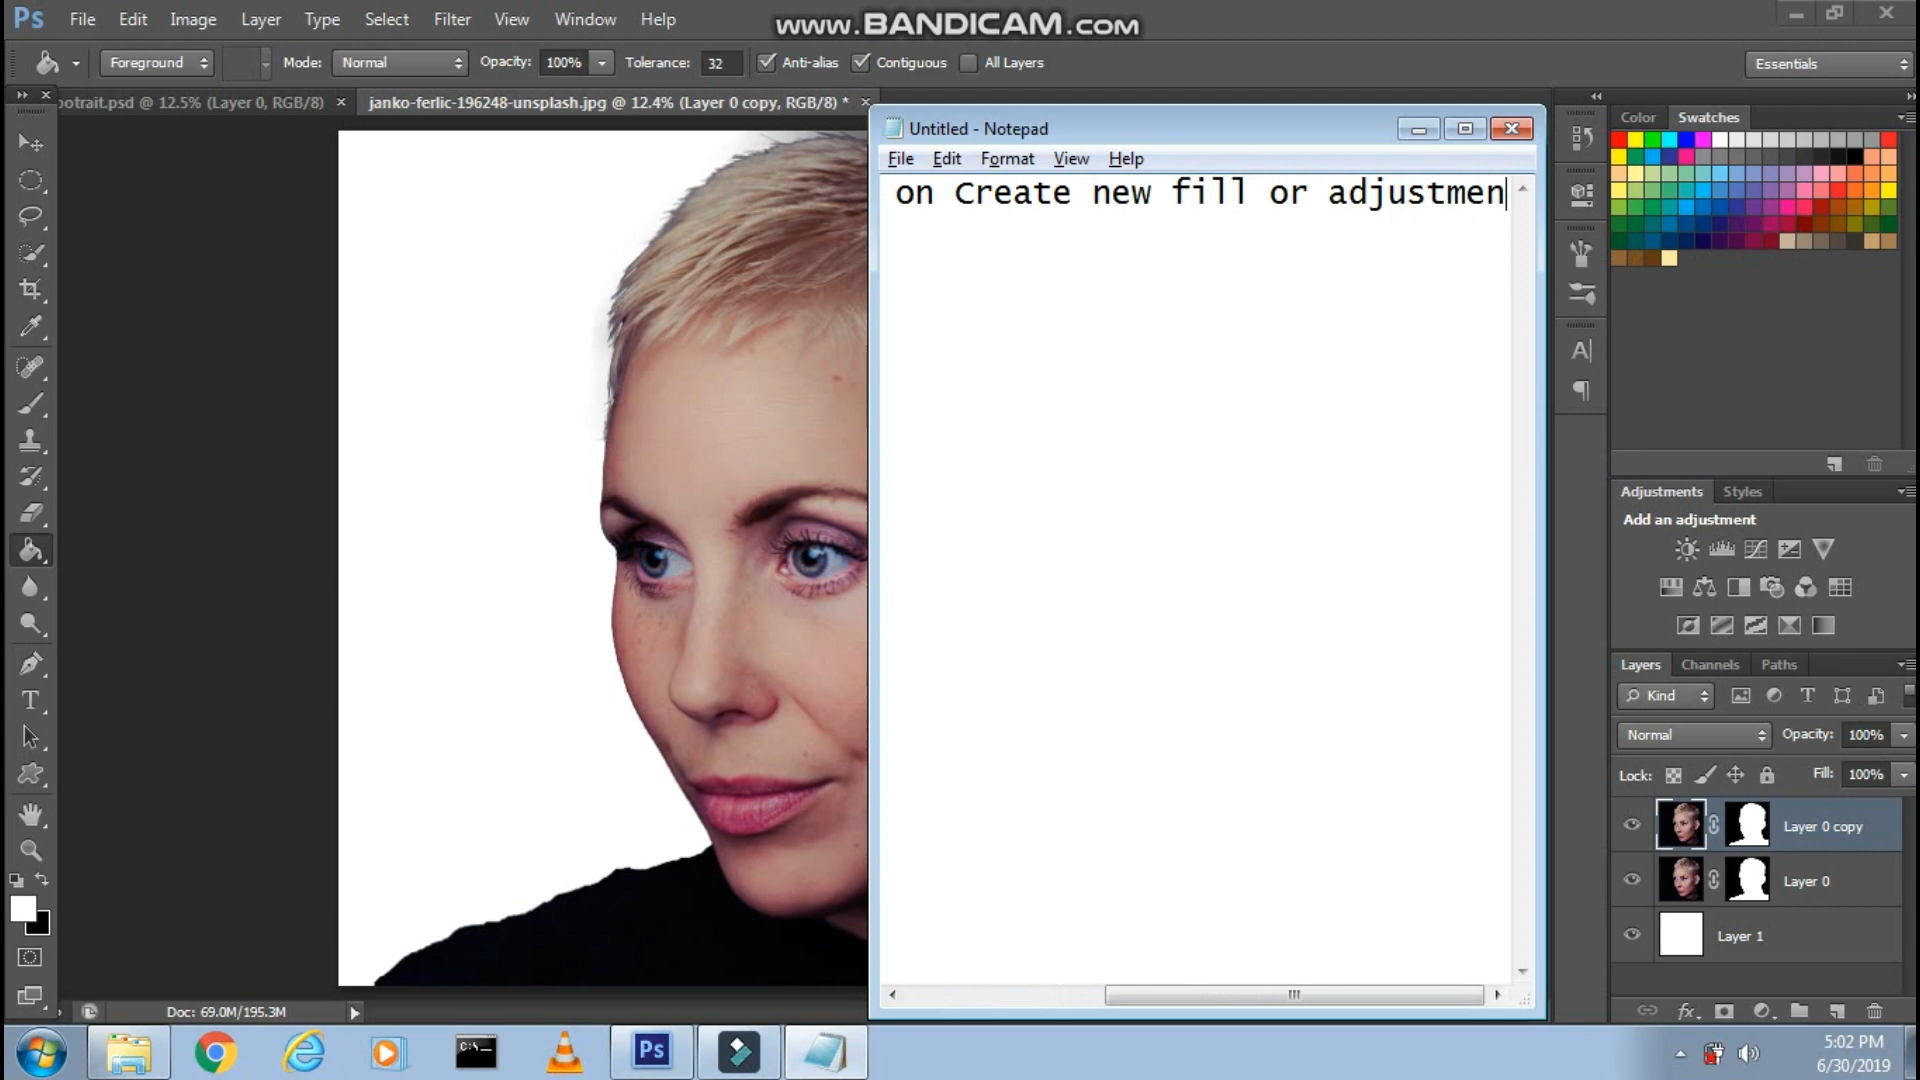 Ps File Edit Image Layer Type Select Filter View Window Help
www.BANDICAM.com
Foreground Mode: Normal Opacity: 100% Tolerance: 32 Anti-alias Contiguous All Layers Essentials
otrait.psd @ 12.5% (Layer 0, RGB/8) × janko-ferlic-196248-unsplash.jpg @ 12.4% (Layer 0 copy, RGB/8) * ×
Untitled - Notepad
File Edit Format View Help
on Create new fill or adjustmen
Color Swatches
Adjustments Styles
Add an adjustment
Layers Channels Paths
Kind
Normal Opacity: 100%
Lock: Fill: 100%
Layer 0 copy
Layer 0
Layer 1
Doc: 69.0M/195.3M
Ps
5:02 PM
6/30/2019